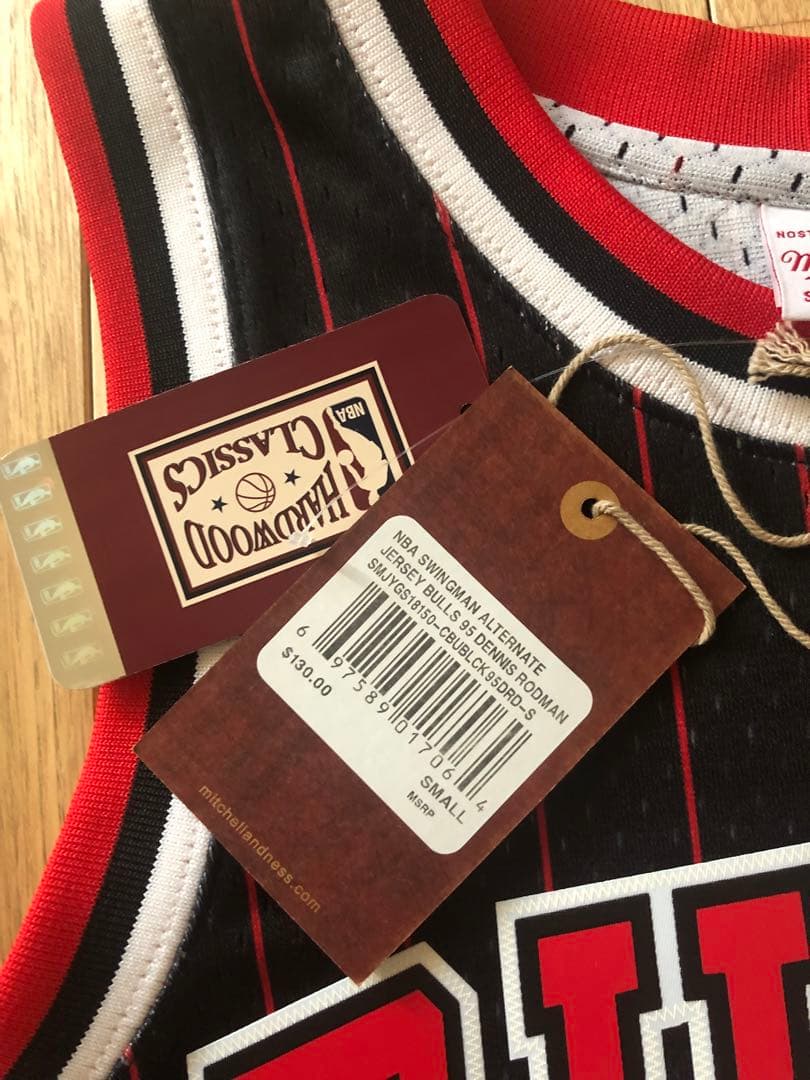 NBA
HARDWOOD
CLASSICS
NBA SWINGMAN ALTERNATE
JERSEY BULLS 95 DENNIS RODMAN
SMJYGS18150-CBUBLCK95DRD-S
6 97589 01706 4
$130.00
SMALL
MSRP
mitchellandness.com